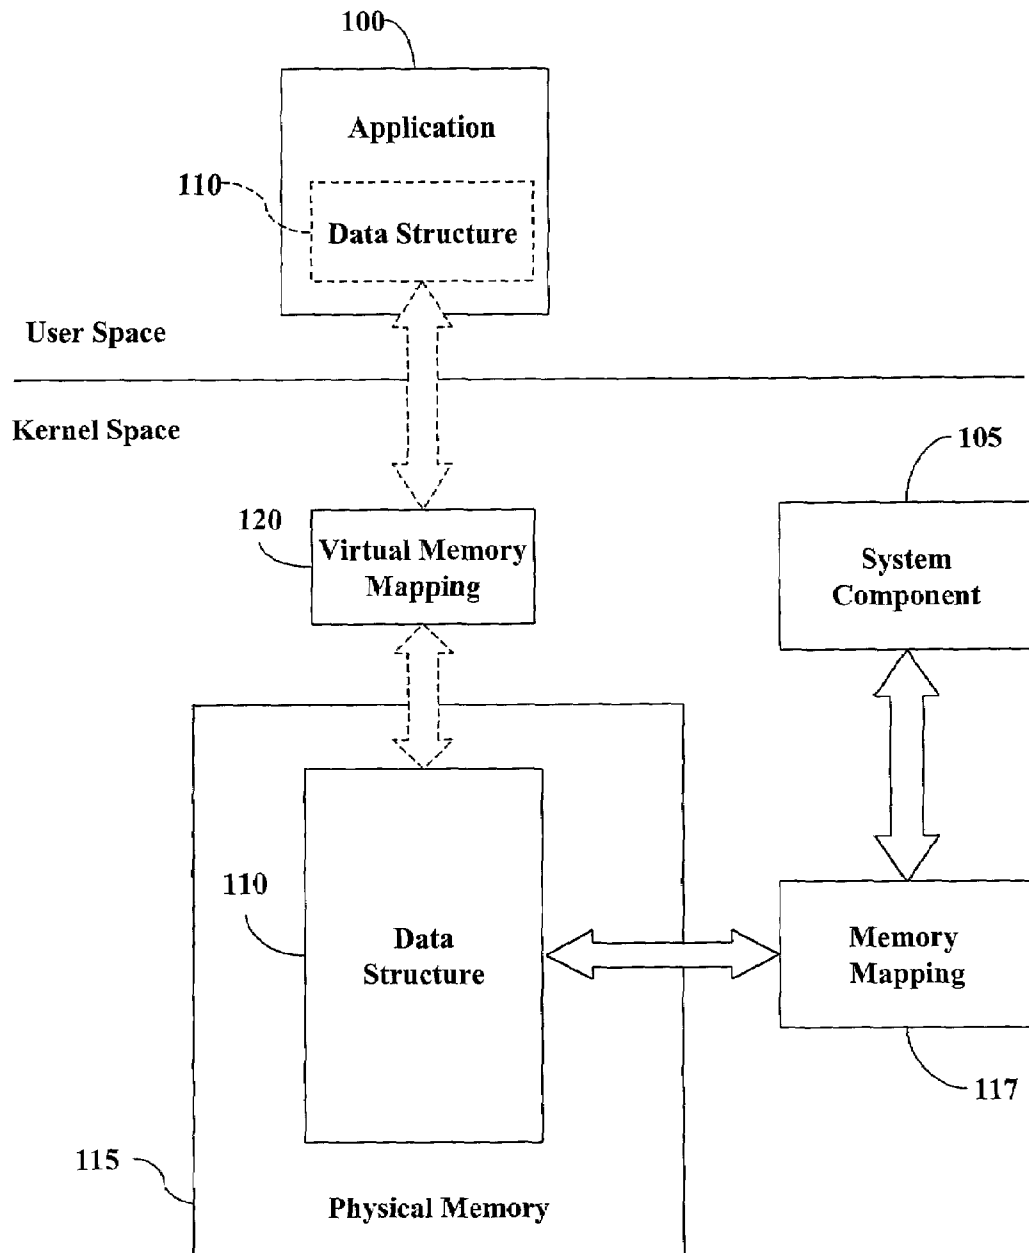 100
Application
110
Data Structure
User Space
Kernel Space
105
120
Virtual Memory
Mapping
System
Component
110
Data
Structure
Memory
Mapping
117
115
Physical Memory